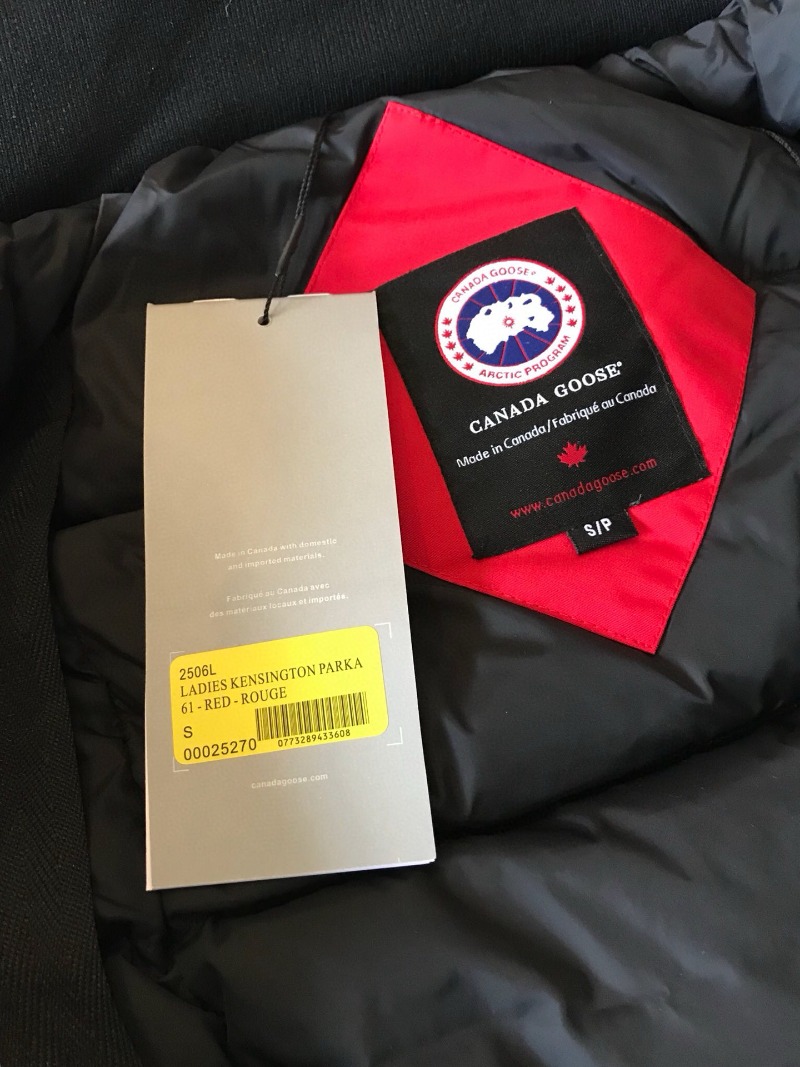 CANADA GOOSE®
ARCTIC PROGRAM
CANADA GOOSE®
Made in Canada/Fabriqué au Canada
www.canadagoose.com
S/P
Made in Canada with domestic
and imported materials.
Fabriqué au Canada avec
des matériaux locaux et importés.
2506L
LADIES KENSINGTON PARKA
61 - RED - ROUGE
S
00025270
0773289433608
canadagoose.com